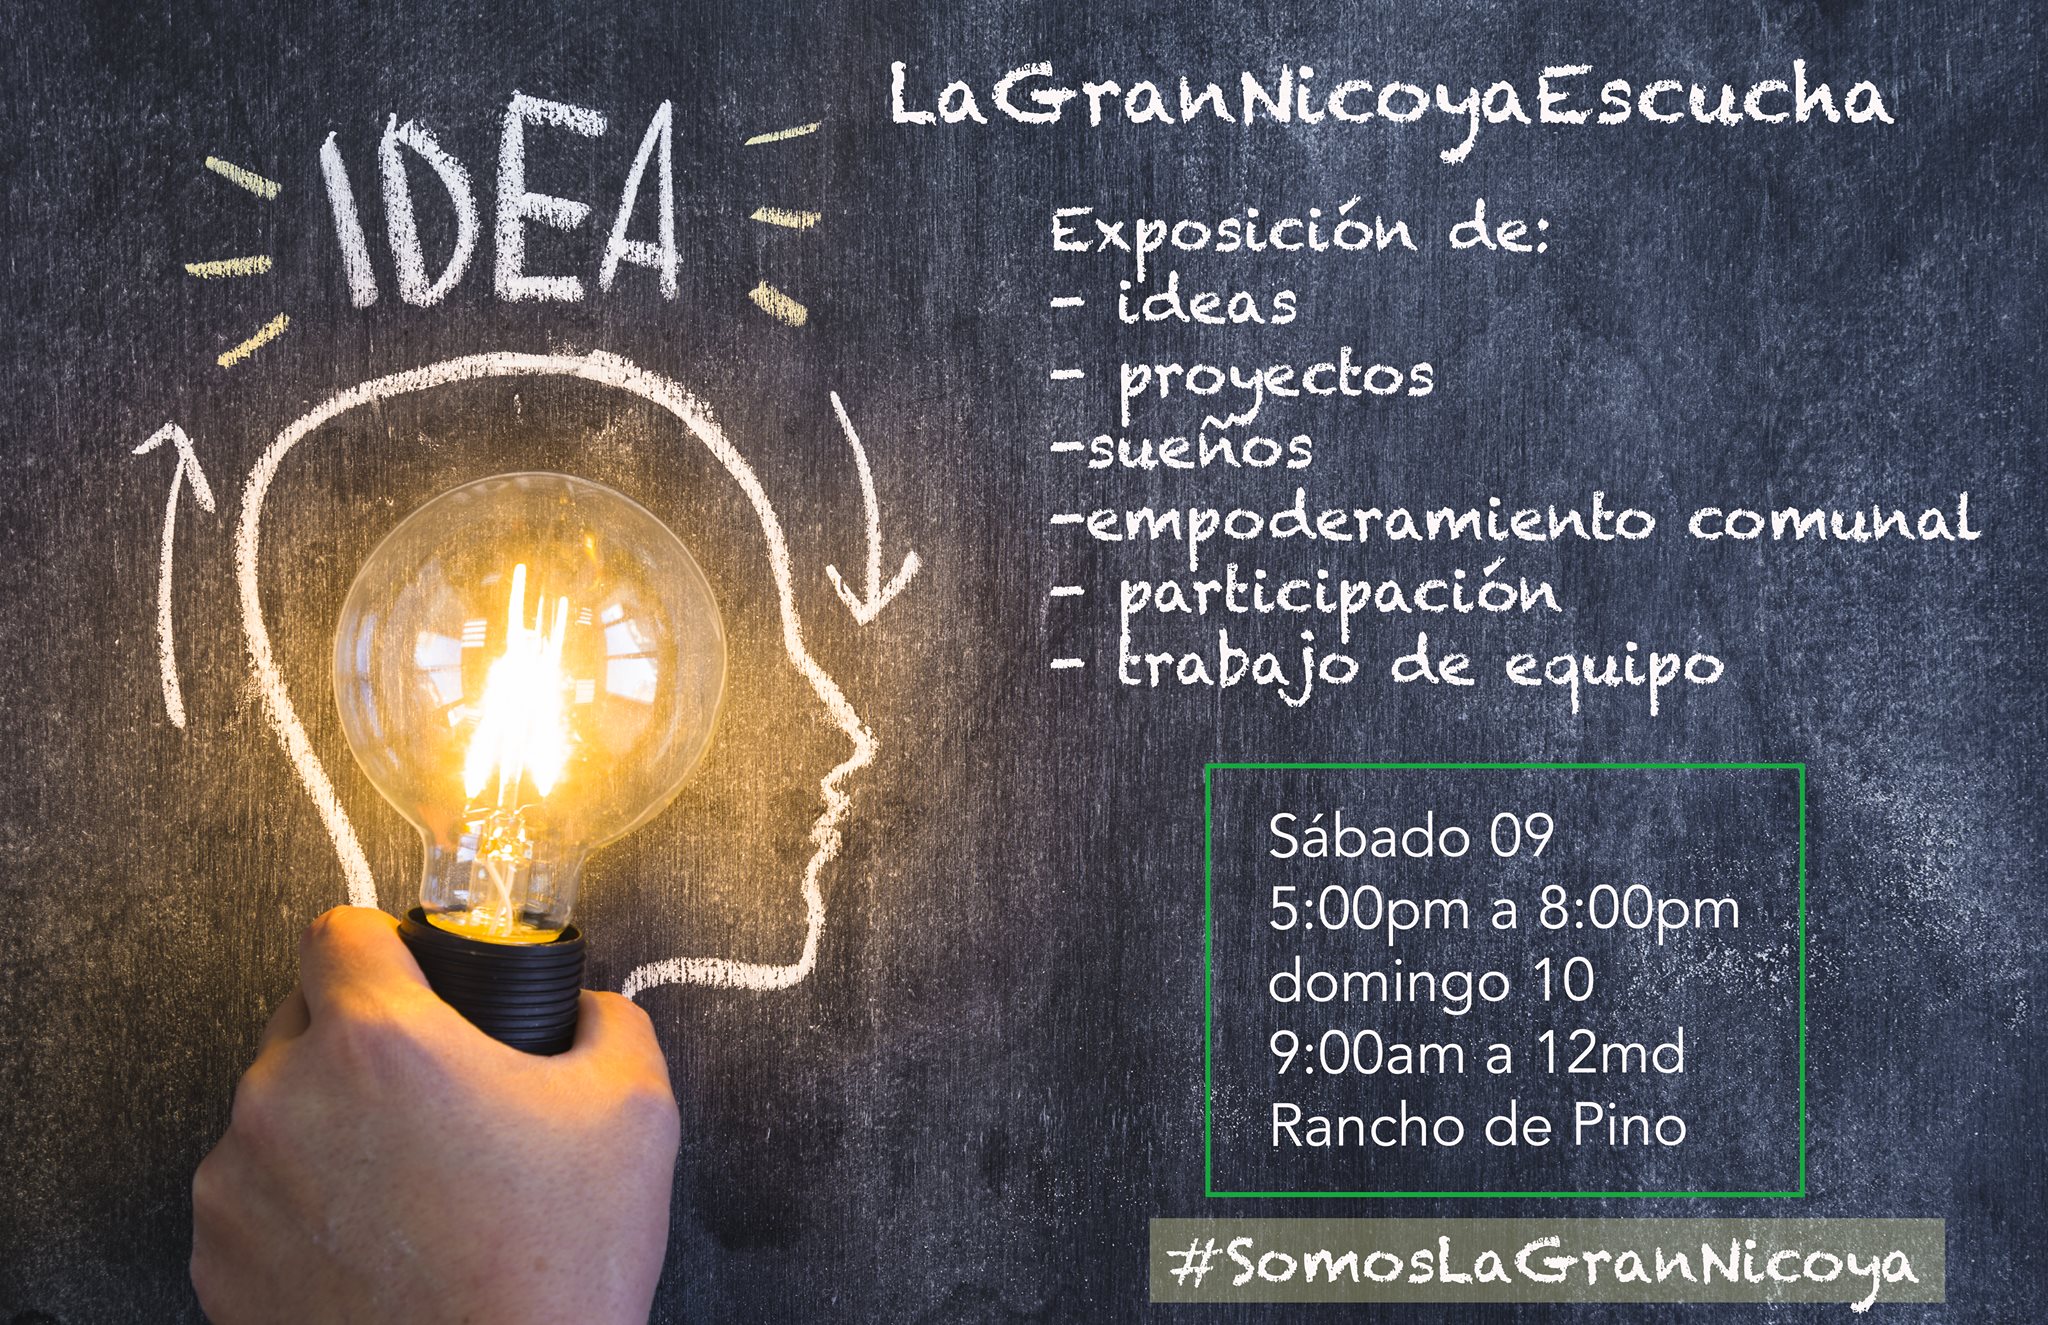 IDEA
LaGranNicoyaEscucha
Exposición de:
- ideas
- proyectos
-sueños
-empoderamiento comunal
- participación
- trabajo de equipo
Sábado 09
5:00pm a 8:00pm
domingo 10
9:00am a 12md
Rancho de Pino
#SomosLaGranNicoya